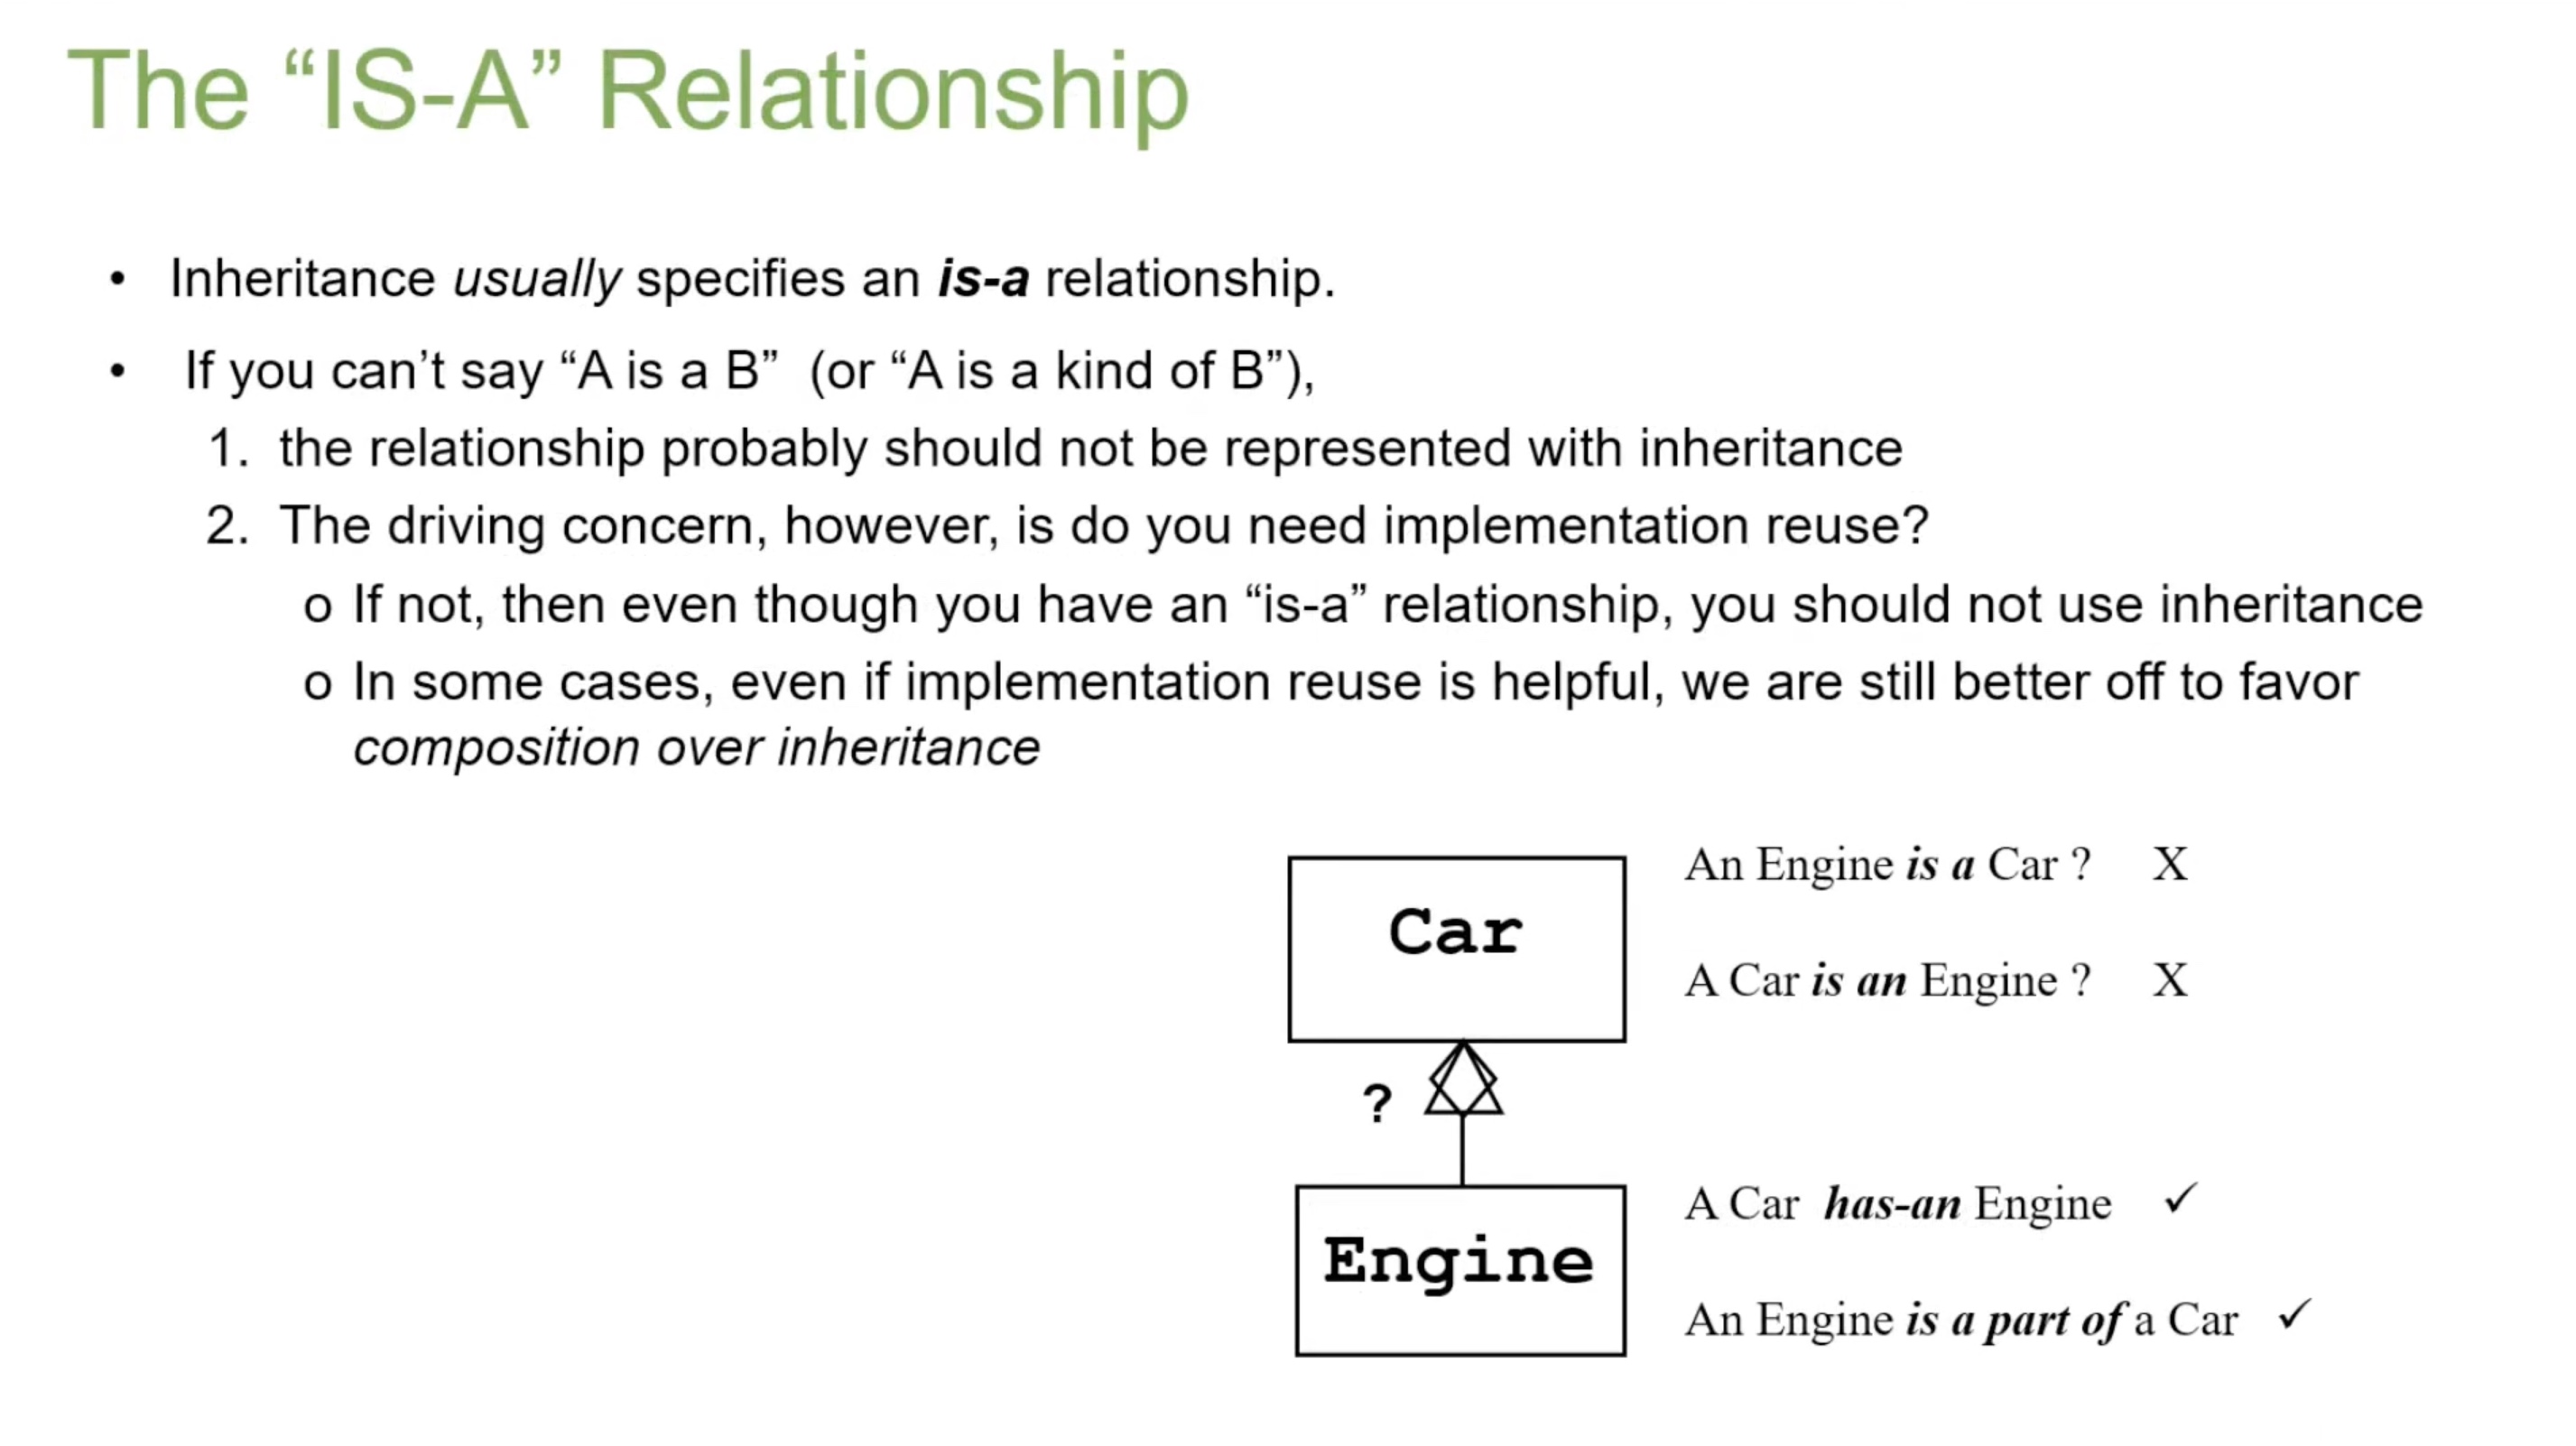 The “IS-A” Relationship
• Inheritance usually specifies an is-a relationship.
• If you can’t say “A is a B” (or “A is a kind of B”),
1. the relationship probably should not be represented with inheritance
2. The driving concern, however, is do you need implementation reuse?
o If not, then even though you have an “is-a” relationship, you should not use inheritance
o In some cases, even if implementation reuse is helpful, we are still better off to favor
composition over inheritance
Car
?
Engine
An Engine is a Car ? X
A Car is an Engine ? X
A Car has-an Engine ✓
An Engine is a part of a Car ✓